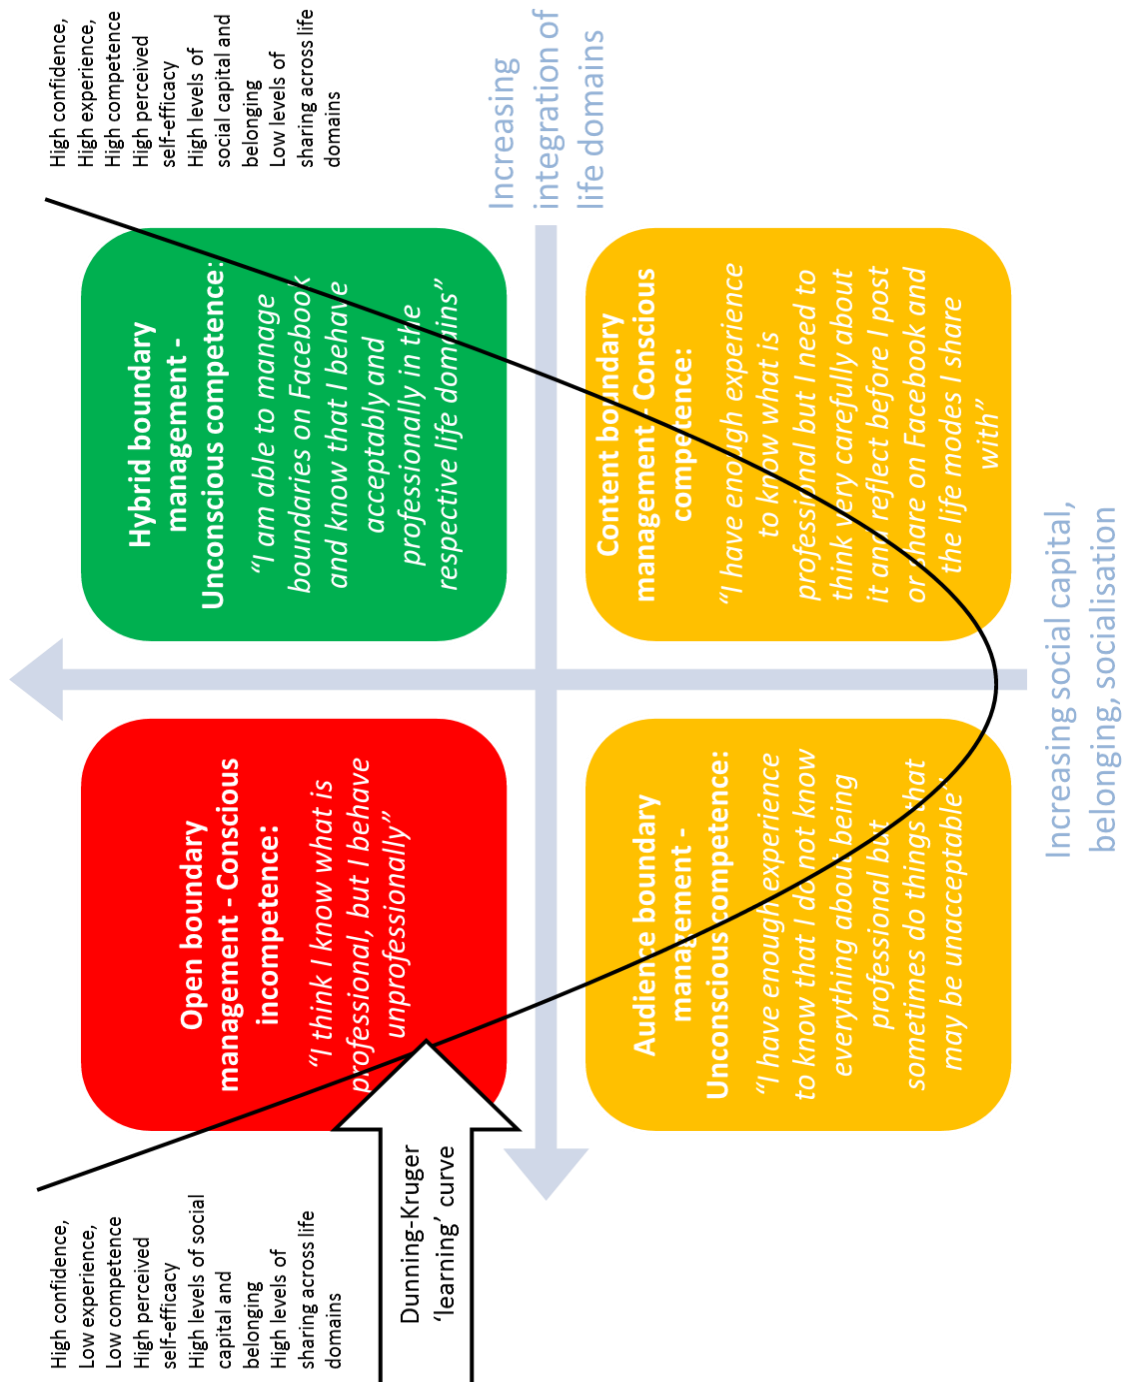 High confidence,
Low experience,
Low competence
High perceived
self-efficacy
High levels of social
capital and
belonging
High levels of
sharing across life
domains
Dunning-Kruger
‘learning’ curve
Open boundary
management - Conscious
incompetence:
“I think I know what is
professional, but I behave
unprofessionally”
Hybrid boundary
management -
Unconscious competence:
“I am able to manage
boundaries on Facebook
and know that I behave
acceptably and
professionally in the
respective life domains”
High confidence,
High experience,
High competence
High perceived
self-efficacy
High levels of
social capital and
belonging
Low levels of
sharing across life
domains
Increasing
integration of
life domains
Audience boundary
management -
Unconscious competence:
“I have enough experience
to know that I do not know
everything about being
professional but
sometimes do things that
may be unacceptable”
Content boundary
management - Conscious
competence:
“I have enough experience
to know what is
professional but I need to
think very carefully about
it and reflect before I post
or share on Facebook and
the life modes I share
with”
Increasing social capital,
belonging, socialisation